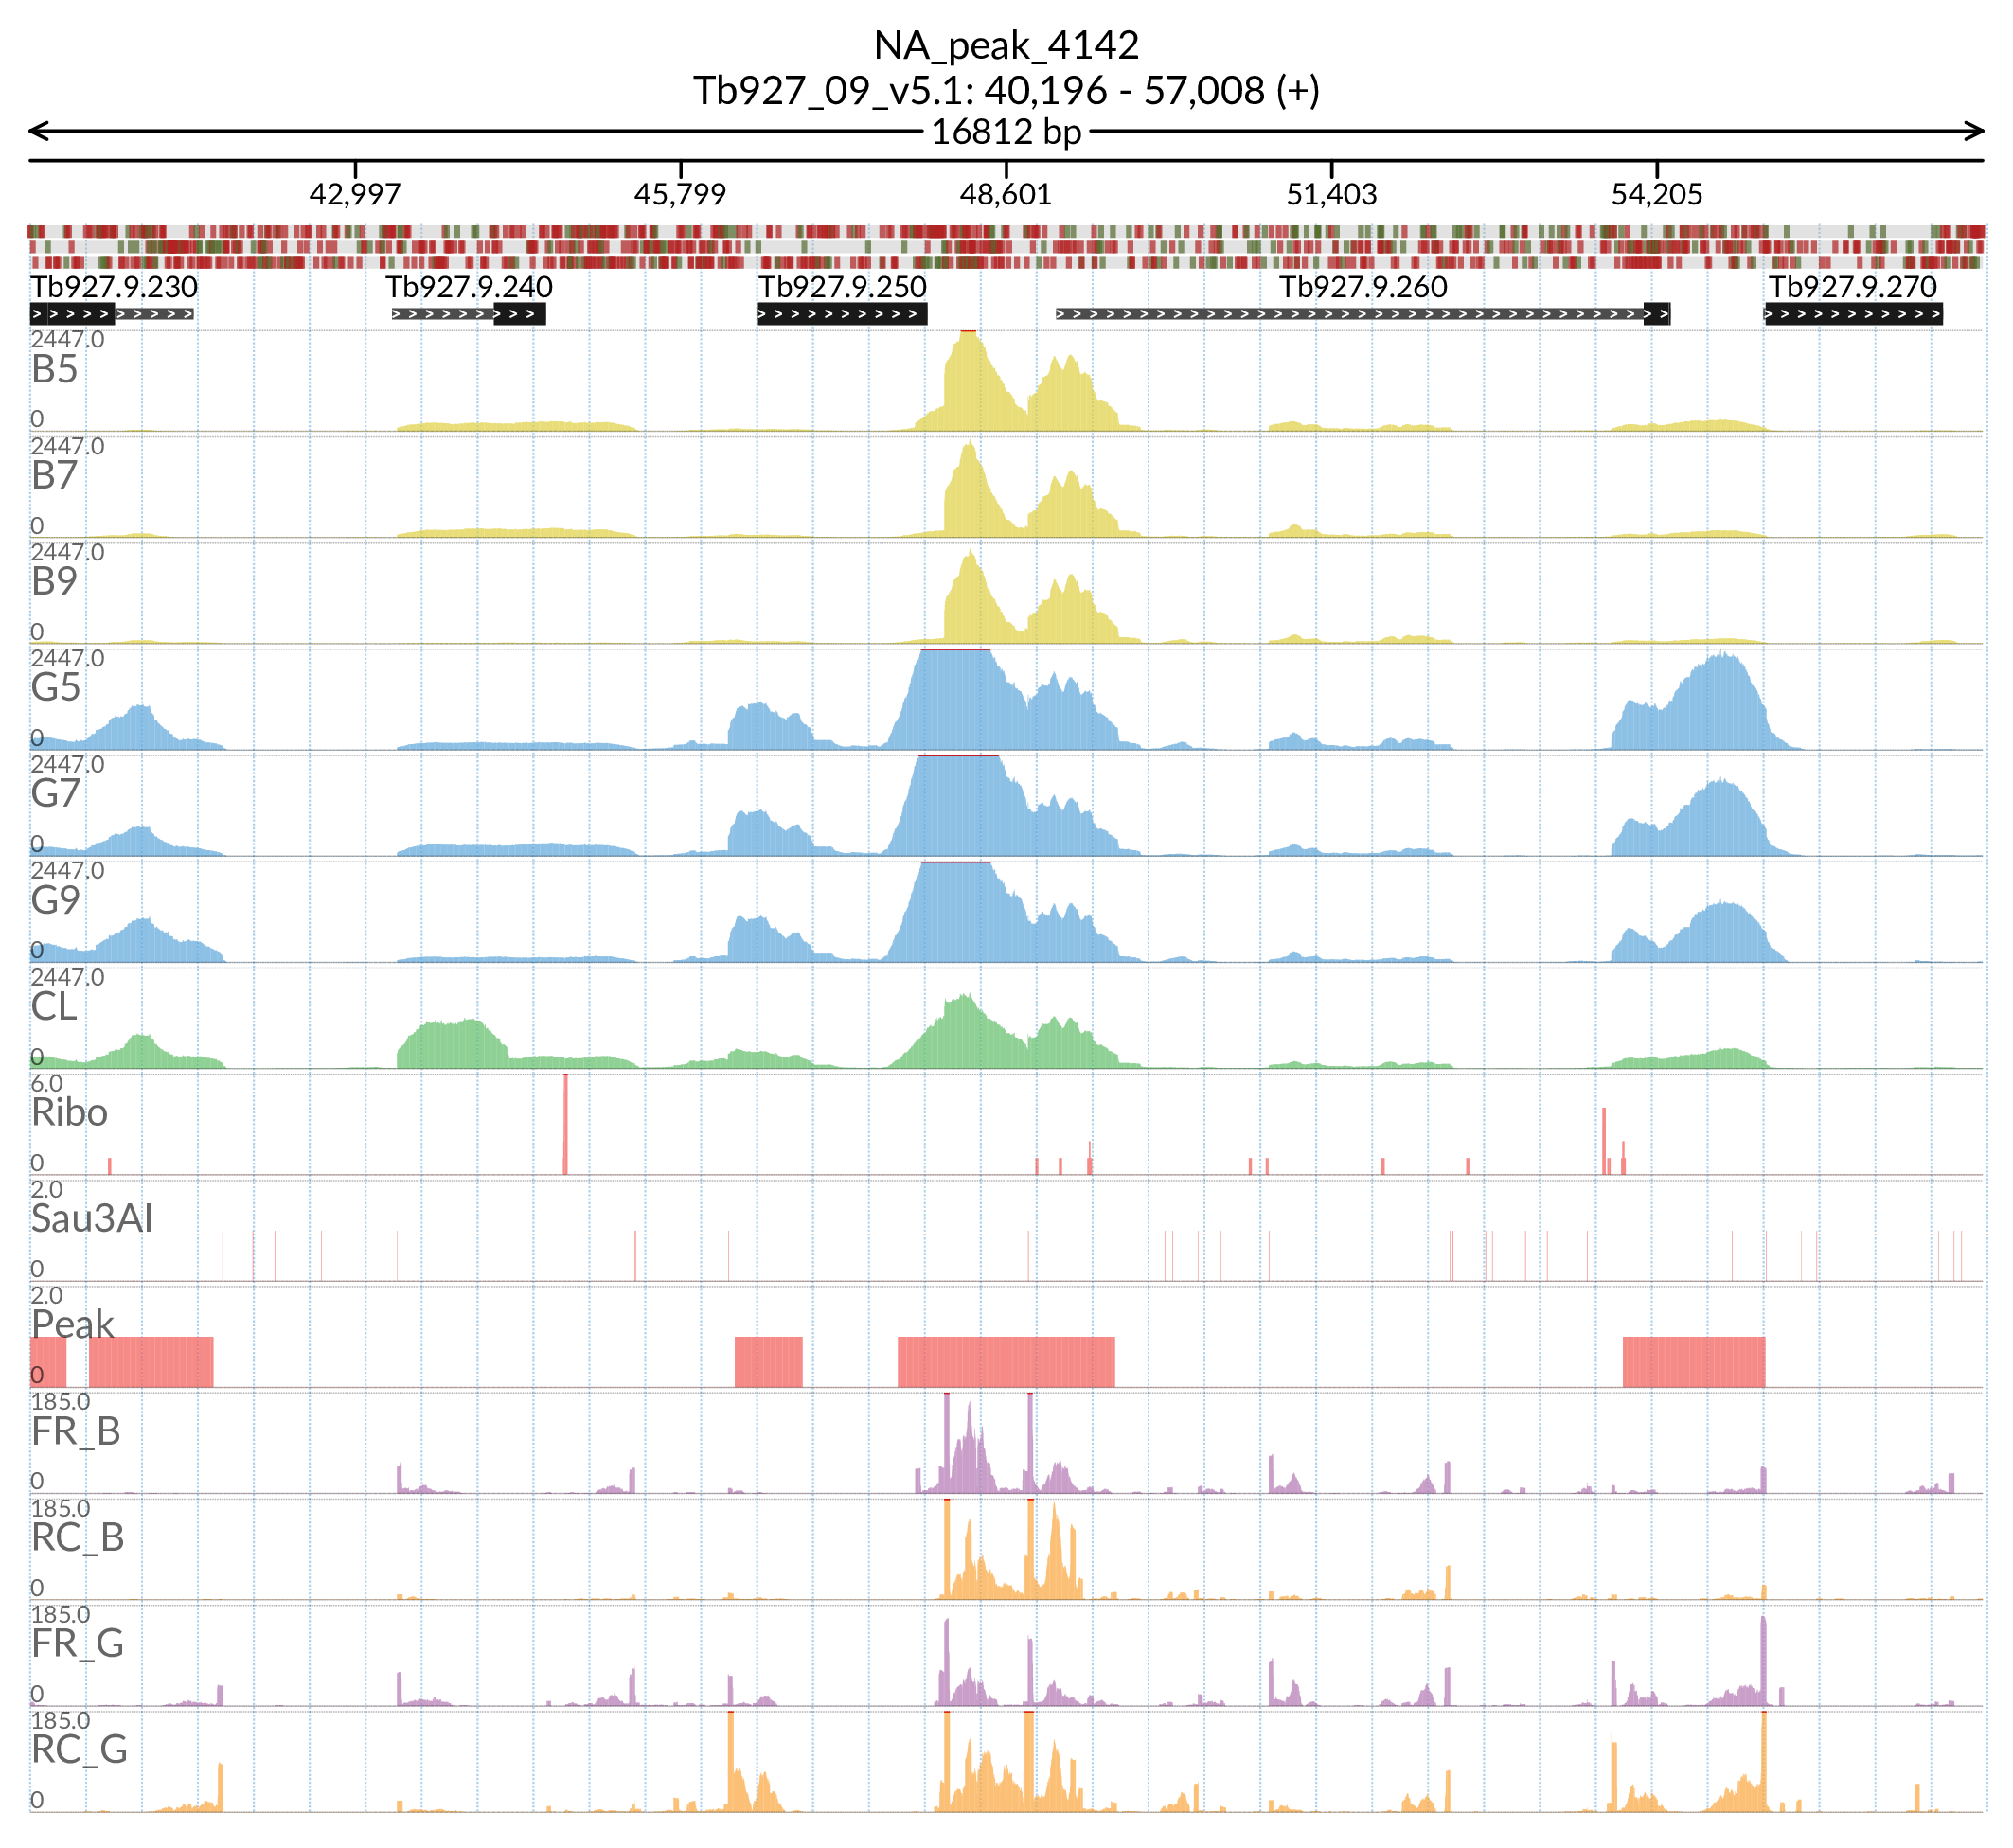 NA_peak_4142
Tb927_09_v5.1: 40,196 - 57,008 (+)
16812 bp
42,997 45,799 48,601 51,403 54,205
Tb927.9.230 Tb927.9.240 Tb927.9.250 Tb927.9.260 Tb927.9.270
2447.0
B5
0
2447.0
B7
0
2447.0
B9
0
2447.0
G5
0
2447.0
G7
0
2447.0
G9
0
2447.0
CL
0
6.0
Ribo
0
2.0
Sau3AI
0
2.0
Peak
0
185.0
FR_B
0
185.0
RC_B
0
185.0
FR_G
0
185.0
RC_G
0